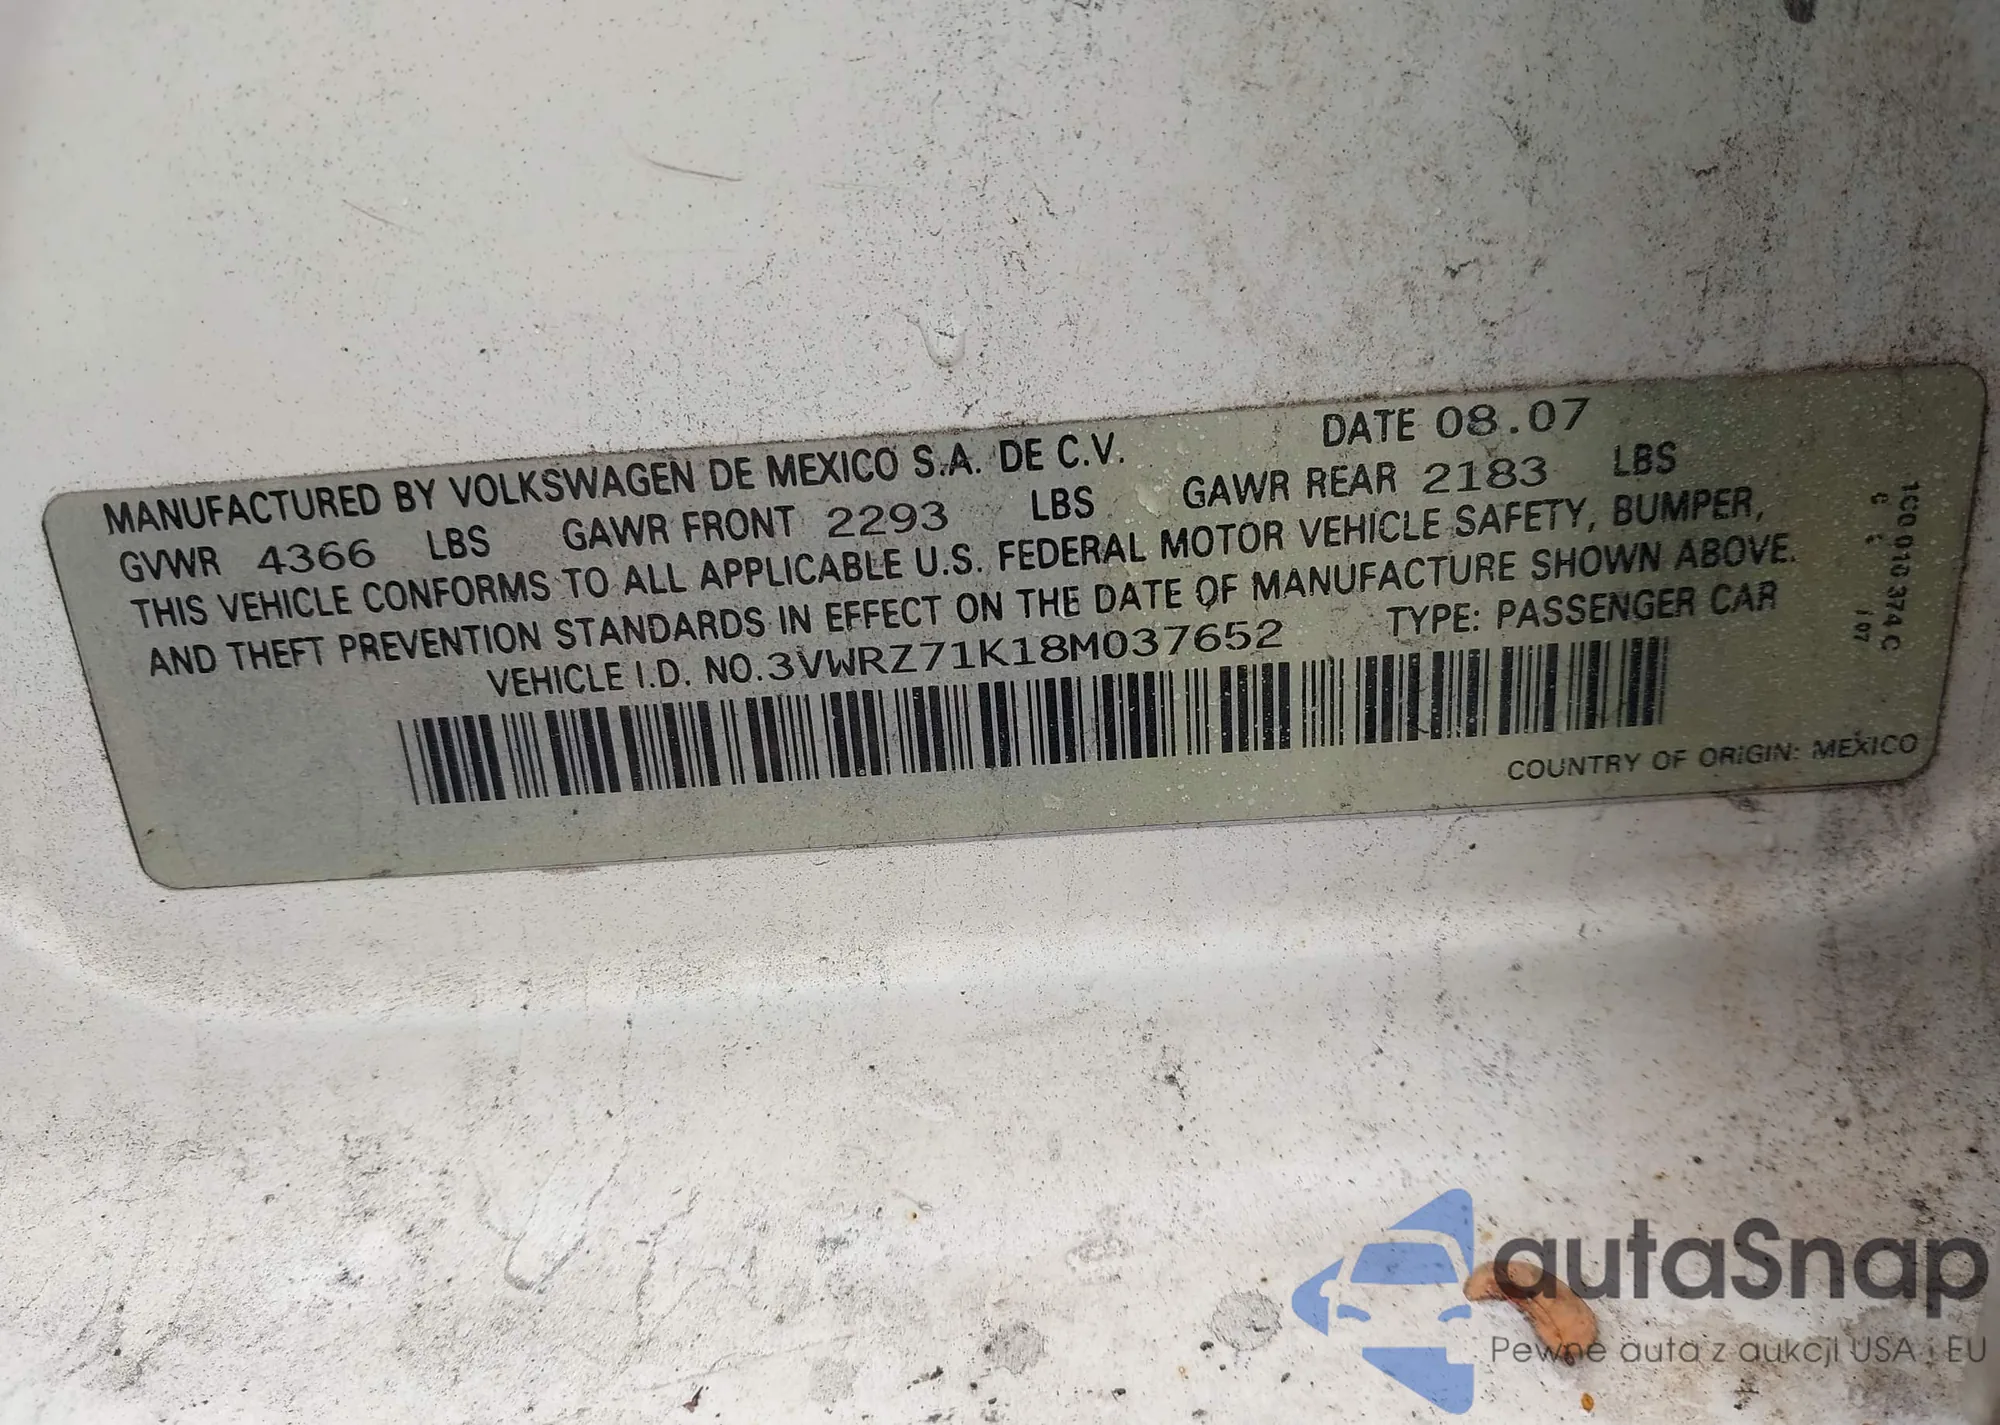 MANUFACTURED BY VOLKSWAGEN DE MEXICO S.A. DE C.V. DATE 08.07
GVWR 4366 LBS GAWR FRONT 2293 LBS GAWR REAR 2183 LBS
THIS VEHICLE CONFORMS TO ALL APPLICABLE U.S. FEDERAL MOTOR VEHICLE SAFETY, BUMPER,
AND THEFT PREVENTION STANDARDS IN EFFECT ON THE DATE OF MANUFACTURE SHOWN ABOVE.
VEHICLE I.D. NO.3VWRZ71K18M037652 TYPE: PASSENGER CAR
COUNTRY OF ORIGIN: MEXICO
1C0 010 374 C
autaSnap
Pewne auta z aukcji USA i EU